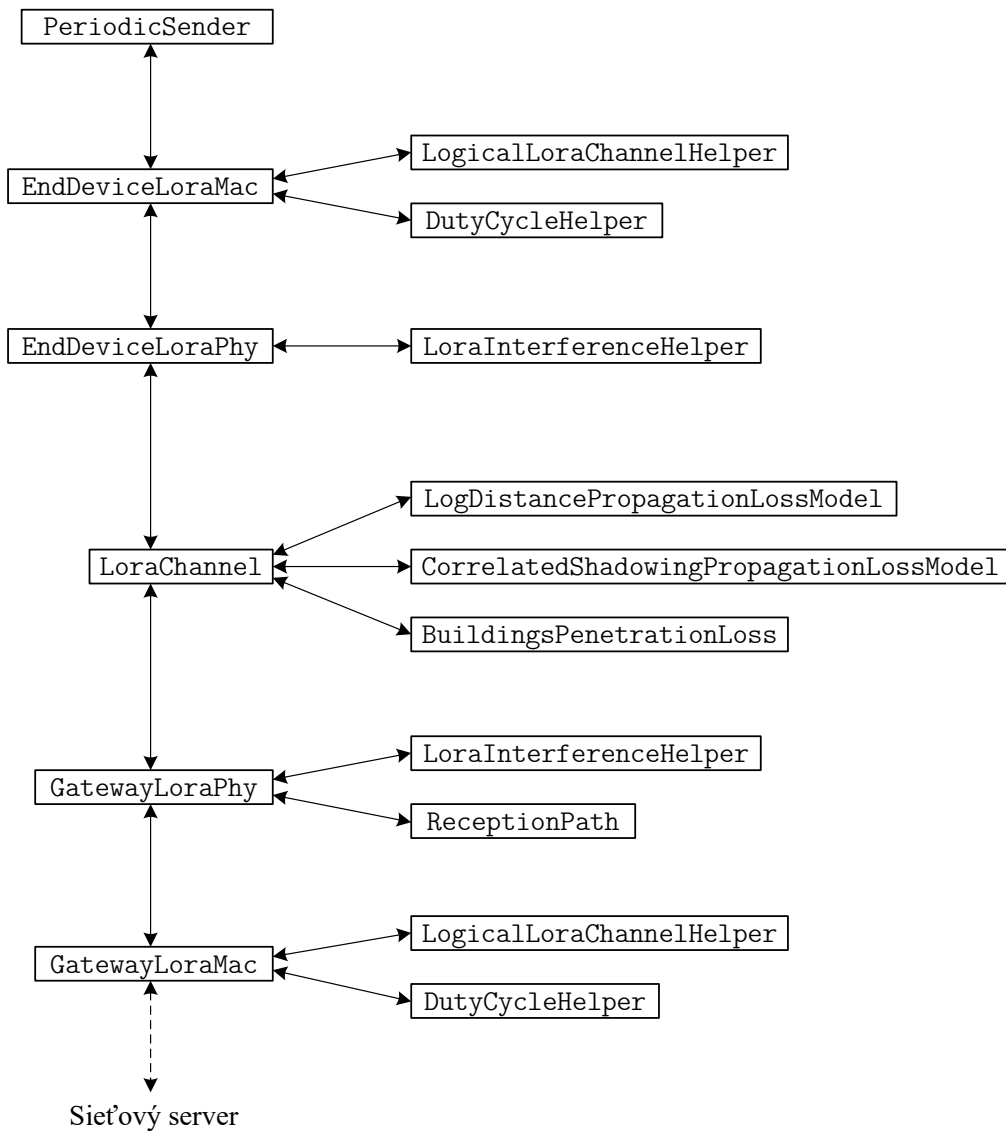 PeriodicSender
LogicalLoraChannelHelper
EndDeviceLoraMac
DutyCycleHelper
EndDeviceLoraPhy
LoraInterferenceHelper
LogDistancePropagationLossModel
LoraChannel
CorrelatedShadowingPropagationLossModel
BuildingsPenetrationLoss
LoraInterferenceHelper
GatewayLoraPhy
ReceptionPath
LogicalLoraChannelHelper
GatewayLoraMac
DutyCycleHelper
Sieťový server